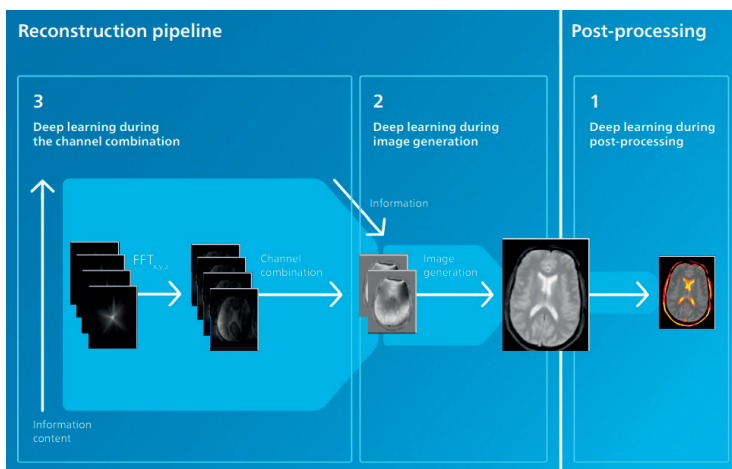 Reconstruction pipeline
Post-processing
3
Deep learning during
the channel combination
2
Deep learning during
image generation
1
Deep learning during
post-processing
Information
FFTx,y,z
Channel
combination
Image
generation
Information
content